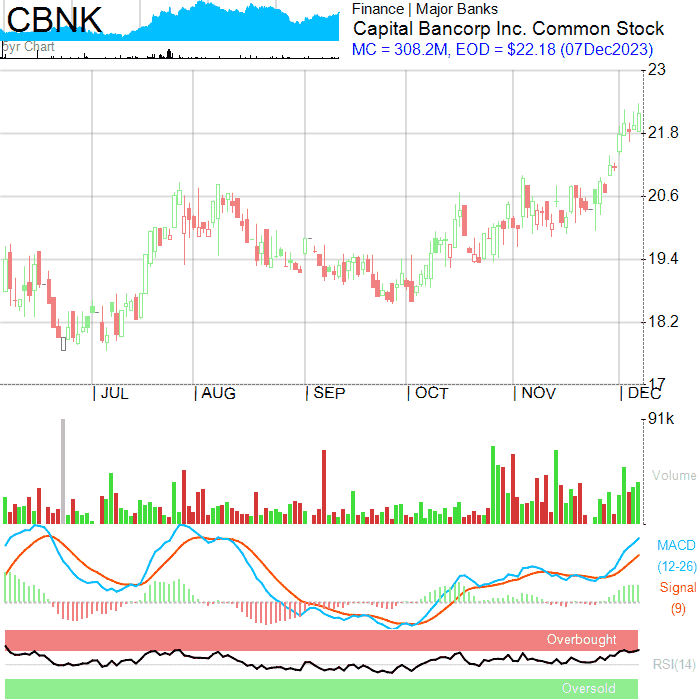 CBNK
Finance | Major Banks
Capital Bancorp Inc. Common Stock
MC = 308.2M, EOD = $22.18 (07Dec2023)
5yr Chart
23
21.8
20.6
19.4
18.2
17
| JUL | AUG | SEP | OCT | NOV | DEC
91k
Volume
MACD
(12-26)
Signal
(9)
Overbought
RSI(14)
Oversold